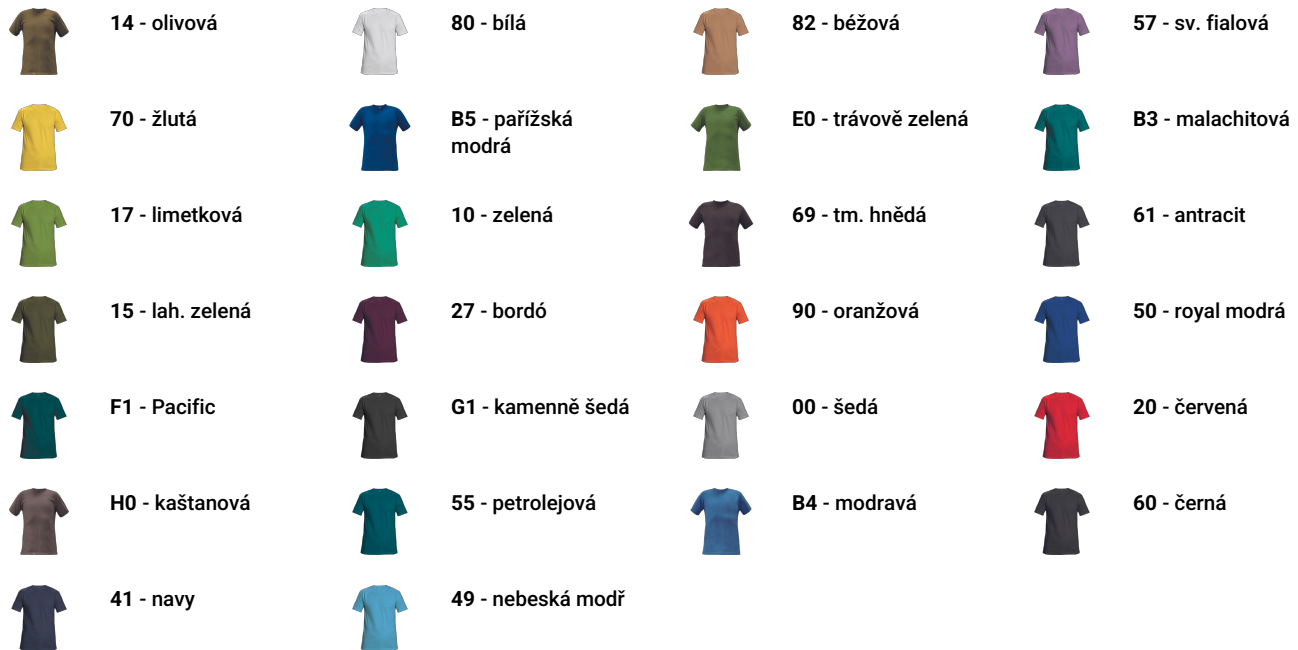 14 - olivová
80 - bílá
82 - béžová
57 - sv. fialová
70 - žlutá
B5 - pařížská
modrá
E0 - trávově zelená
B3 - malachitová
17 - limetková
10 - zelená
69 - tm. hnědá
61 - antracit
15 - lah. zelená
27 - bordó
90 - oranžová
50 - royal modrá
F1 - Pacific
G1 - kamenně šedá
00 - šedá
20 - červená
H0 - kaštanová
55 - petrolejová
B4 - modravá
60 - černá
41 - navy
49 - nebeská modř